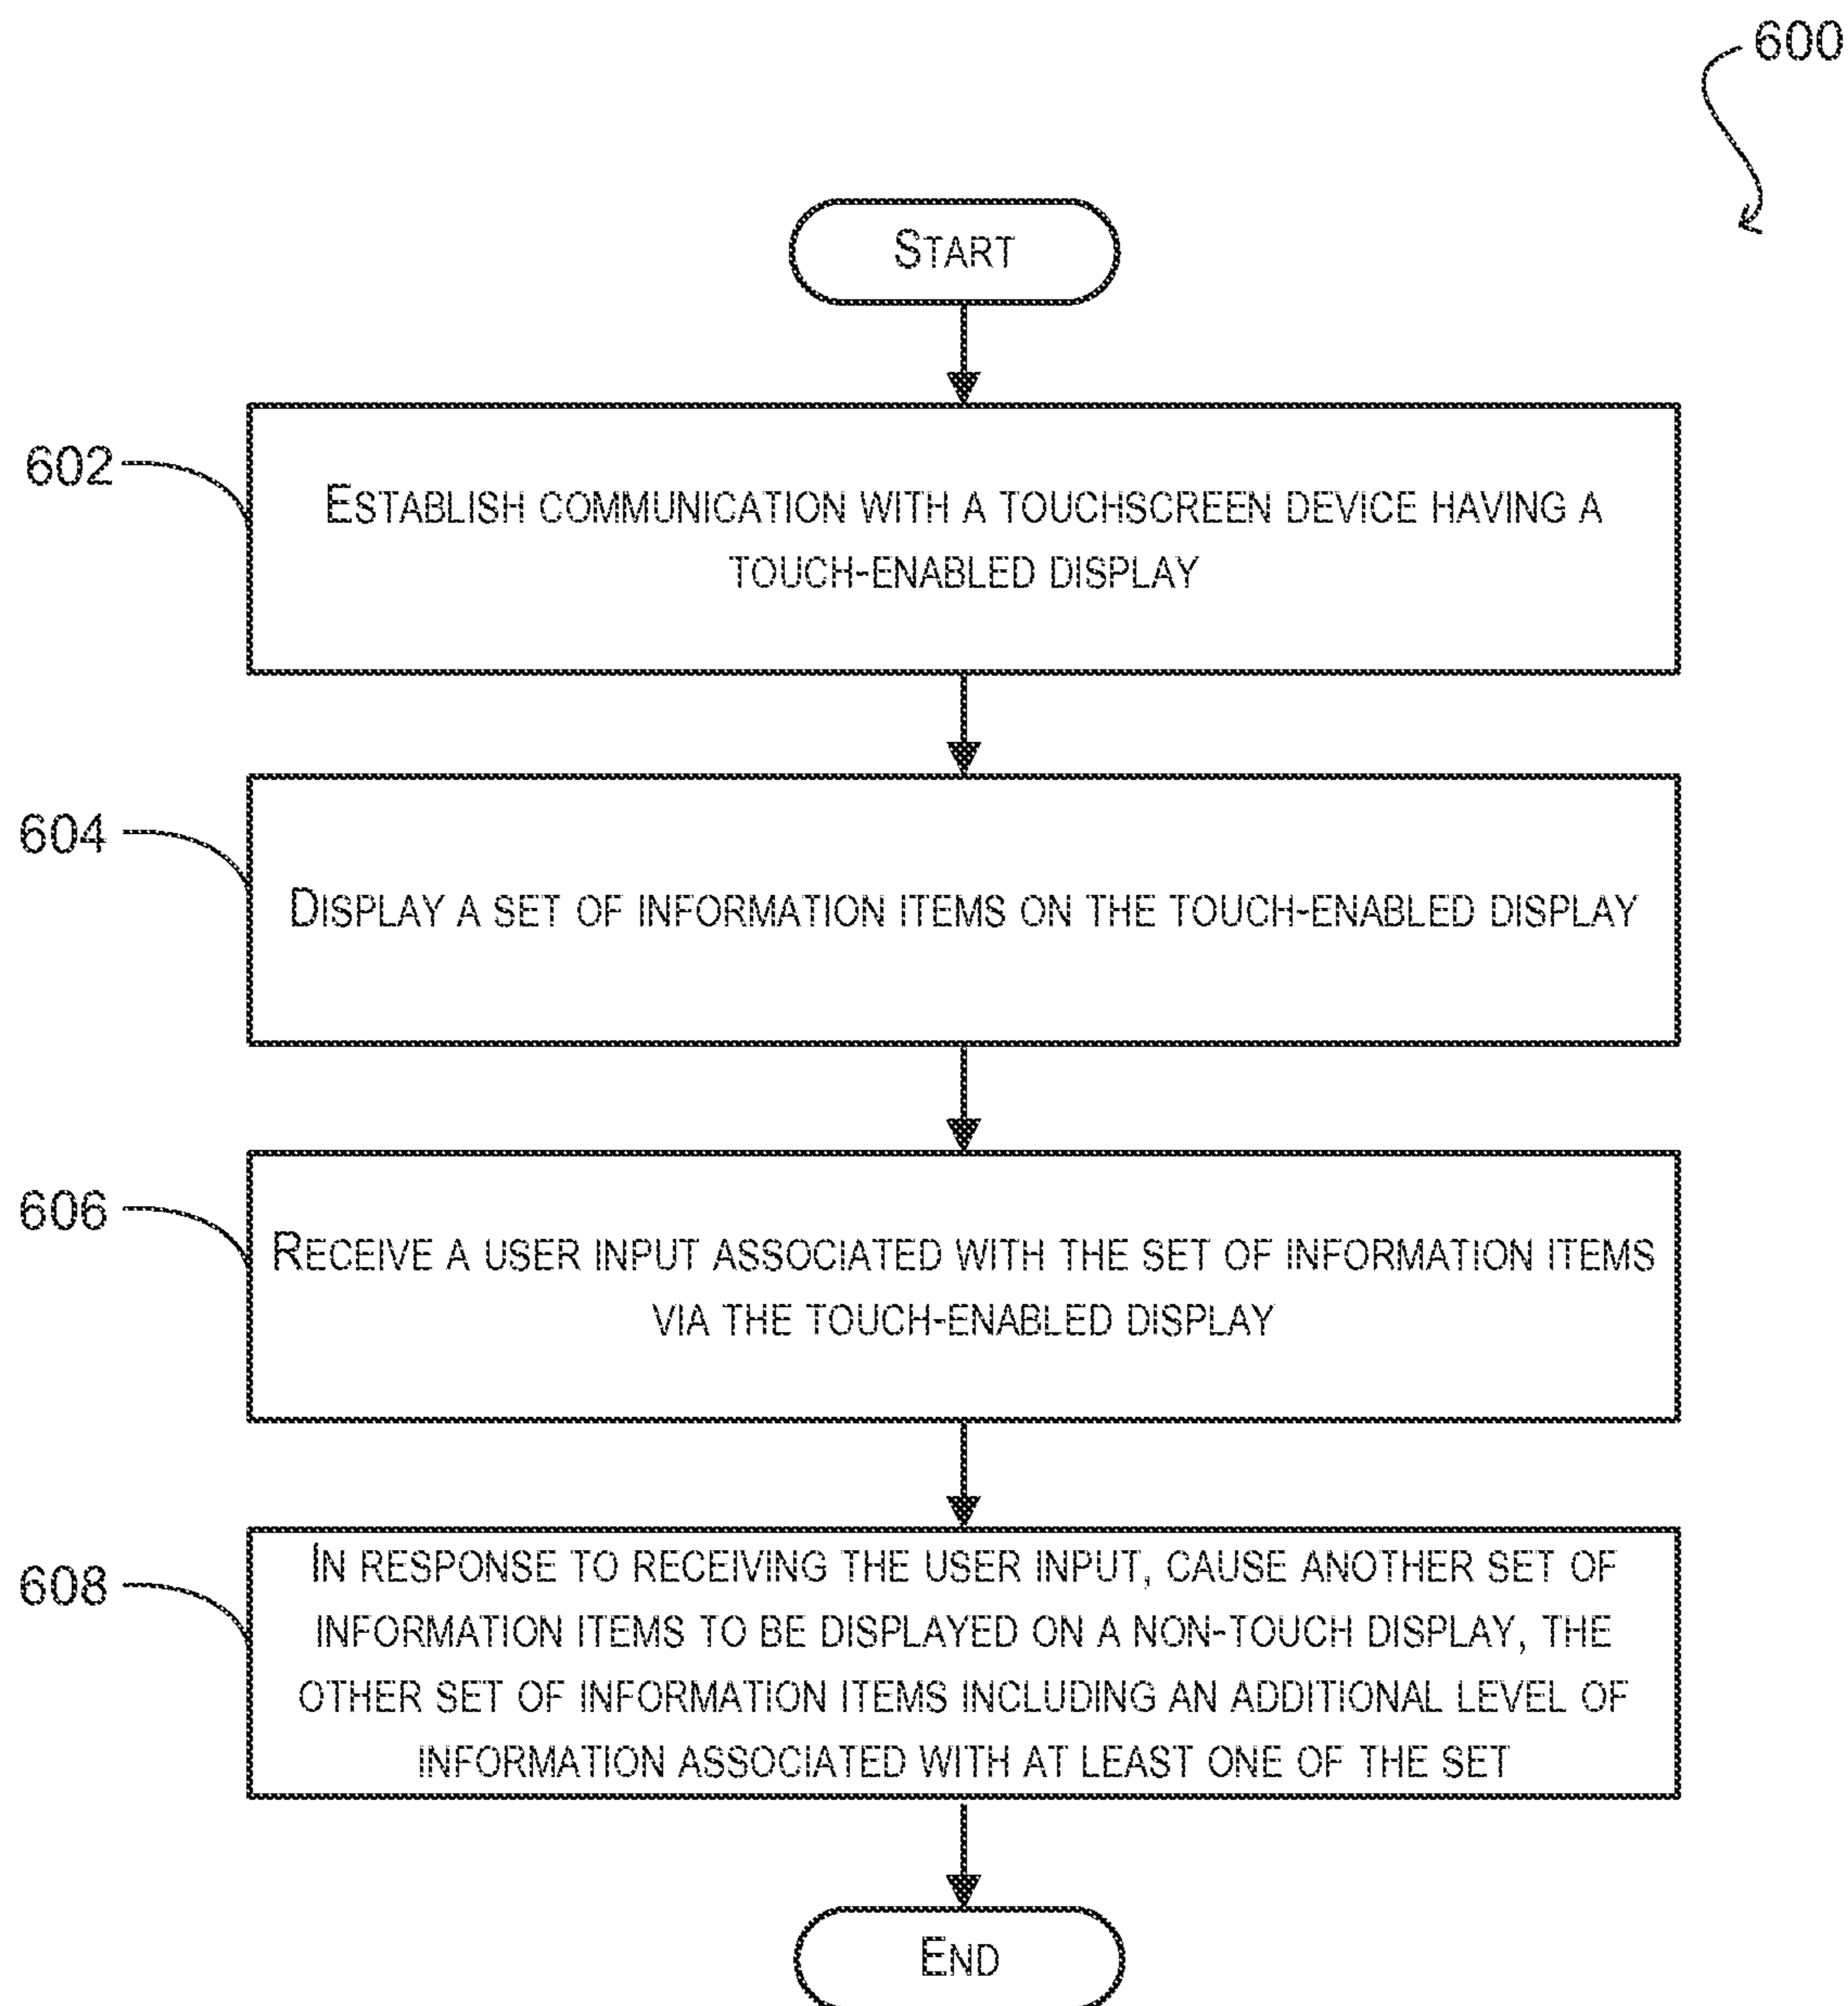 600
START
602
ESTABLISH COMMUNICATION WITH A TOUCHSCREEN DEVICE HAVING A
TOUCH-ENABLED DISPLAY
604
DISPLAY A SET OF INFORMATION ITEMS ON THE TOUCH-ENABLED DISPLAY
606
RECEIVE A USER INPUT ASSOCIATED WITH THE SET OF INFORMATION ITEMS
VIA THE TOUCH-ENABLED DISPLAY
608
IN RESPONSE TO RECEIVING THE USER INPUT, CAUSE ANOTHER SET OF
INFORMATION ITEMS TO BE DISPLAYED ON A NON-TOUCH DISPLAY, THE
OTHER SET OF INFORMATION ITEMS INCLUDING AN ADDITIONAL LEVEL OF
INFORMATION ASSOCIATED WITH AT LEAST ONE OF THE SET
END